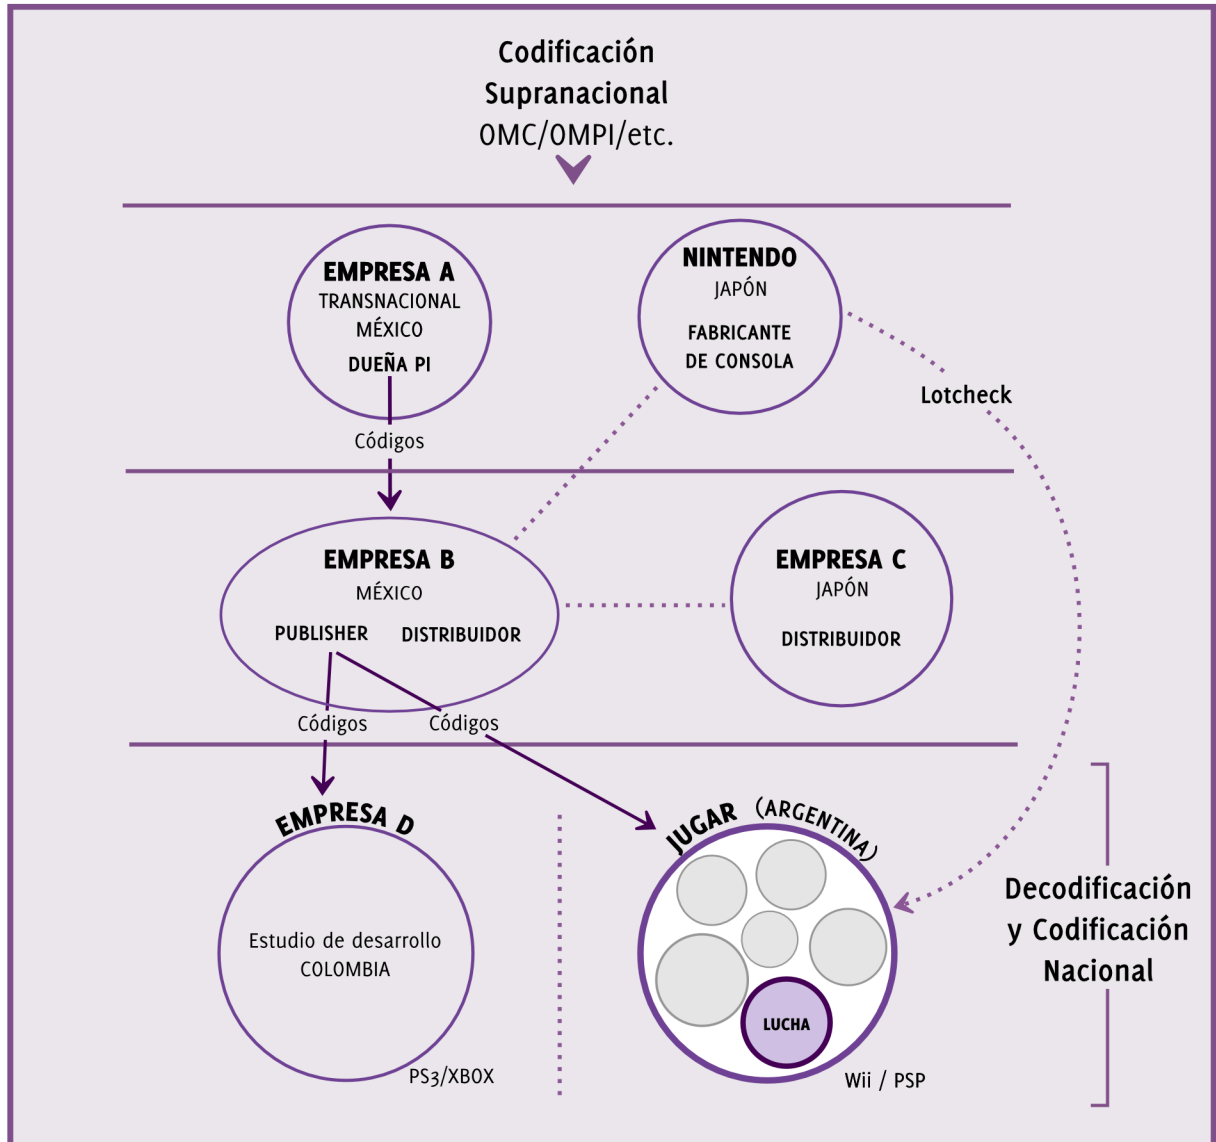 Codificación
Supranacional
OMC/OMPI/etc.
EMPRESA A
TRANSNACIONAL
MÉXICO
DUEÑA PI
NINTENDO
JAPÓN
FABRICANTE
DE CONSOLA
Lotcheck
Códigos
EMPRESA B
MÉXICO
PUBLISHER
DISTRIBUIDOR
EMPRESA C
JAPÓN
DISTRIBUIDOR
Códigos
Códigos
EMPRESA D
Estudio de desarrollo
COLOMBIA
PS3/XBOX
JUGAR (ARGENTINA)
LUCHA
Wii / PSP
Decodificación
y Codificación
Nacional